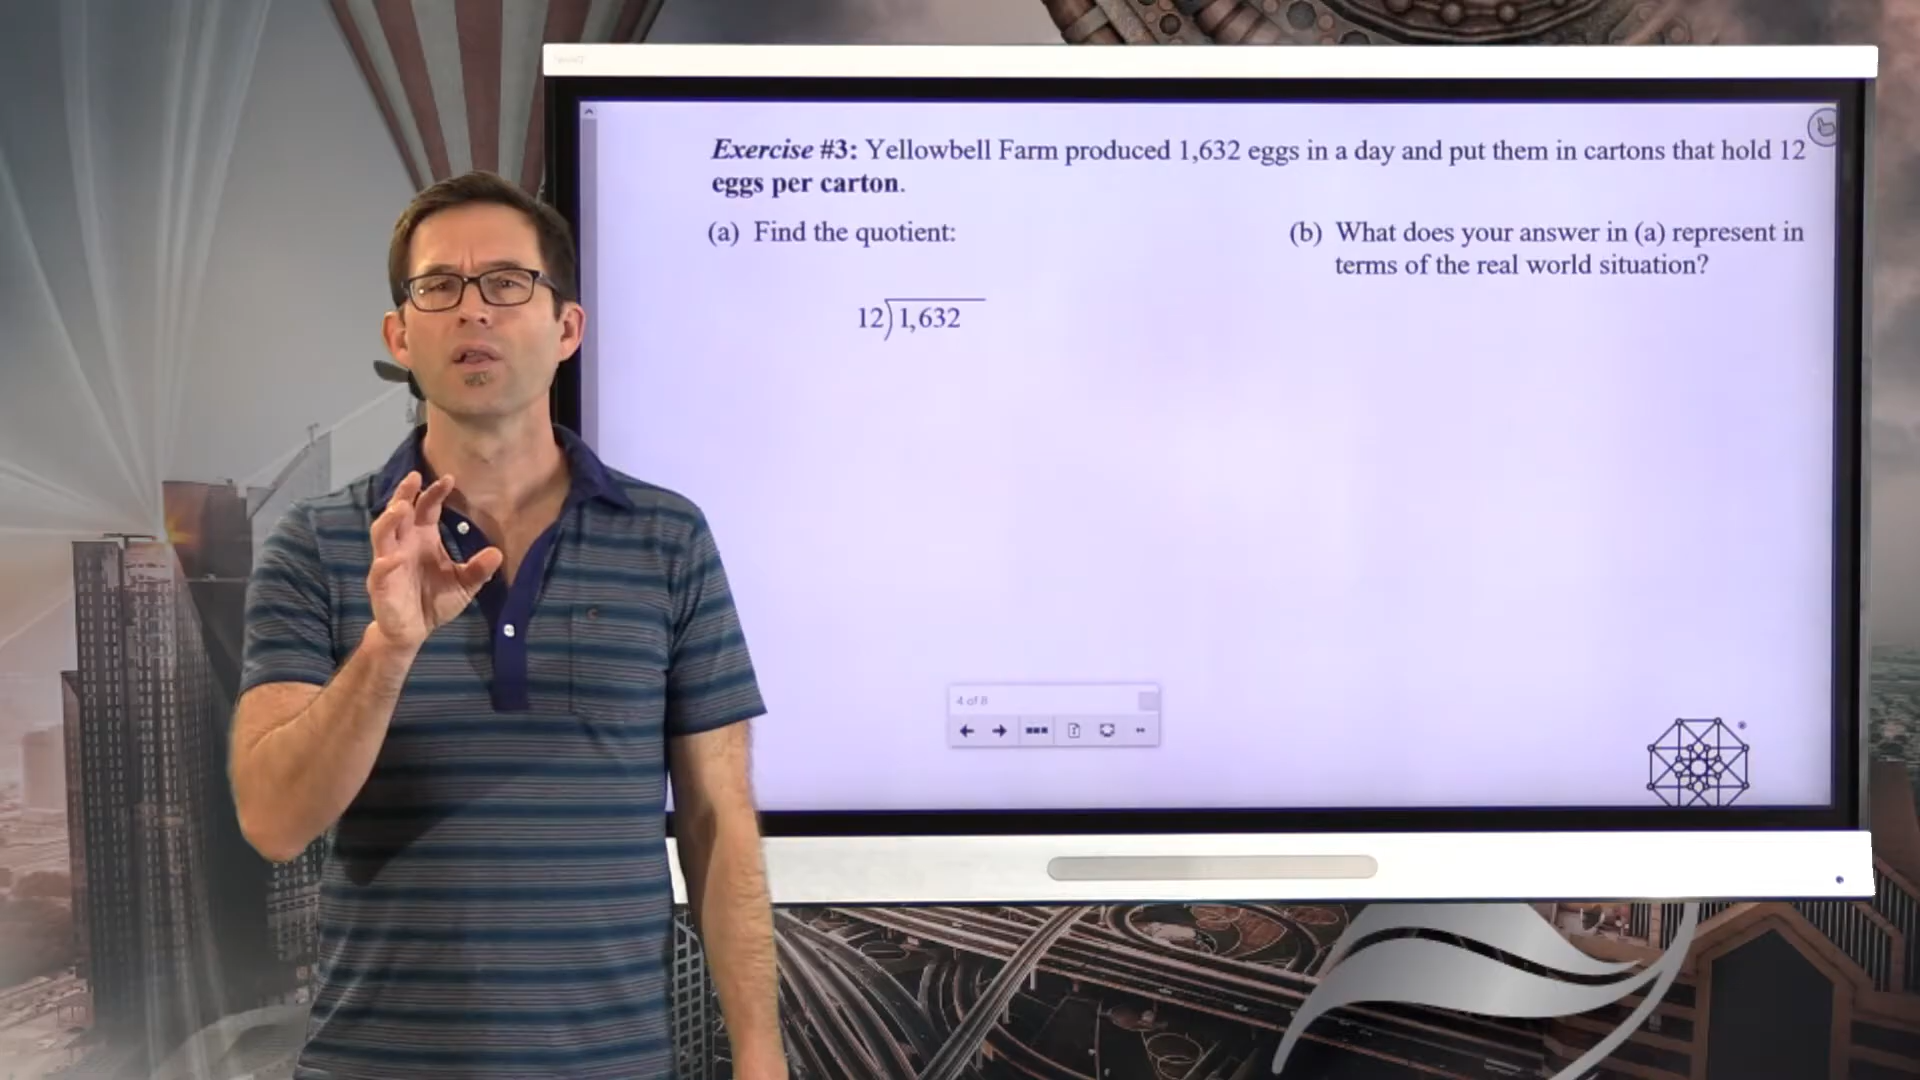 Exercise #3: Yellowbell Farm produced 1,632 eggs in a day and put them in cartons that hold 12
eggs per carton.
(a) Find the quotient:
(b) What does your answer in (a) represent in
terms of the real world situation?
12)1,632
4 of 8